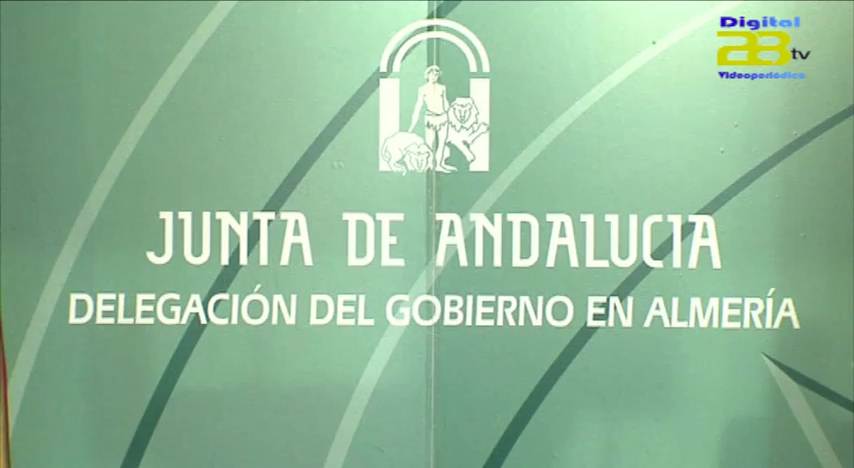 Digital
28 tv
Videoperiódico
JUNTA DE ANDALUCIA
DELEGACIÓN DEL GOBIERNO EN ALMERÍA